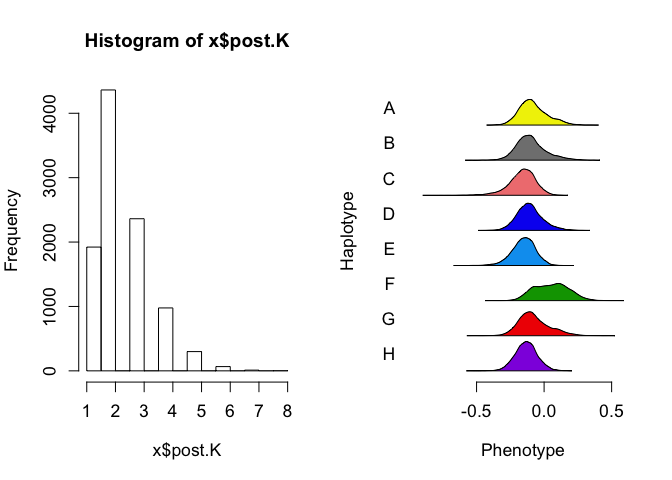 Histogram of x$post.K
Frequency
4000
3000
2000
1000
0
1 2 3 4 5 6 7 8
x$post.K
Haplotype
A
B
C
D
E
F
G
H
-0.5 0.0 0.5
Phenotype